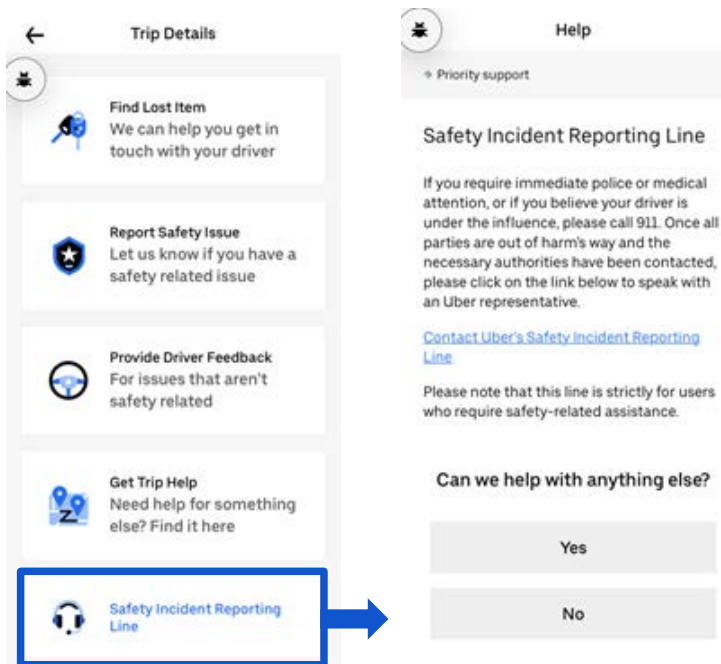 Trip Details
Find Lost Item
We can help you get in
touch with your driver
Report Safety Issue
Let us know if you have a
safety related issue
Provide Driver Feedback
For issues that aren't
safety related
Get Trip Help
Need help for something
else? Find it here
Safety Incident Reporting
Line
Help
Priority support
Safety Incident Reporting Line
If you require immediate police or medical
attention, or if you believe your driver is
under the influence, please call 911. Once all
parties are out of harm's way and the
necessary authorities have been contacted,
please click on the link below to speak with
an Uber representative.
Contact Uber's Safety Incident Reporting
Line
Please note that this line is strictly for users
who require safety-related assistance.
Can we help with anything else?
Yes
No